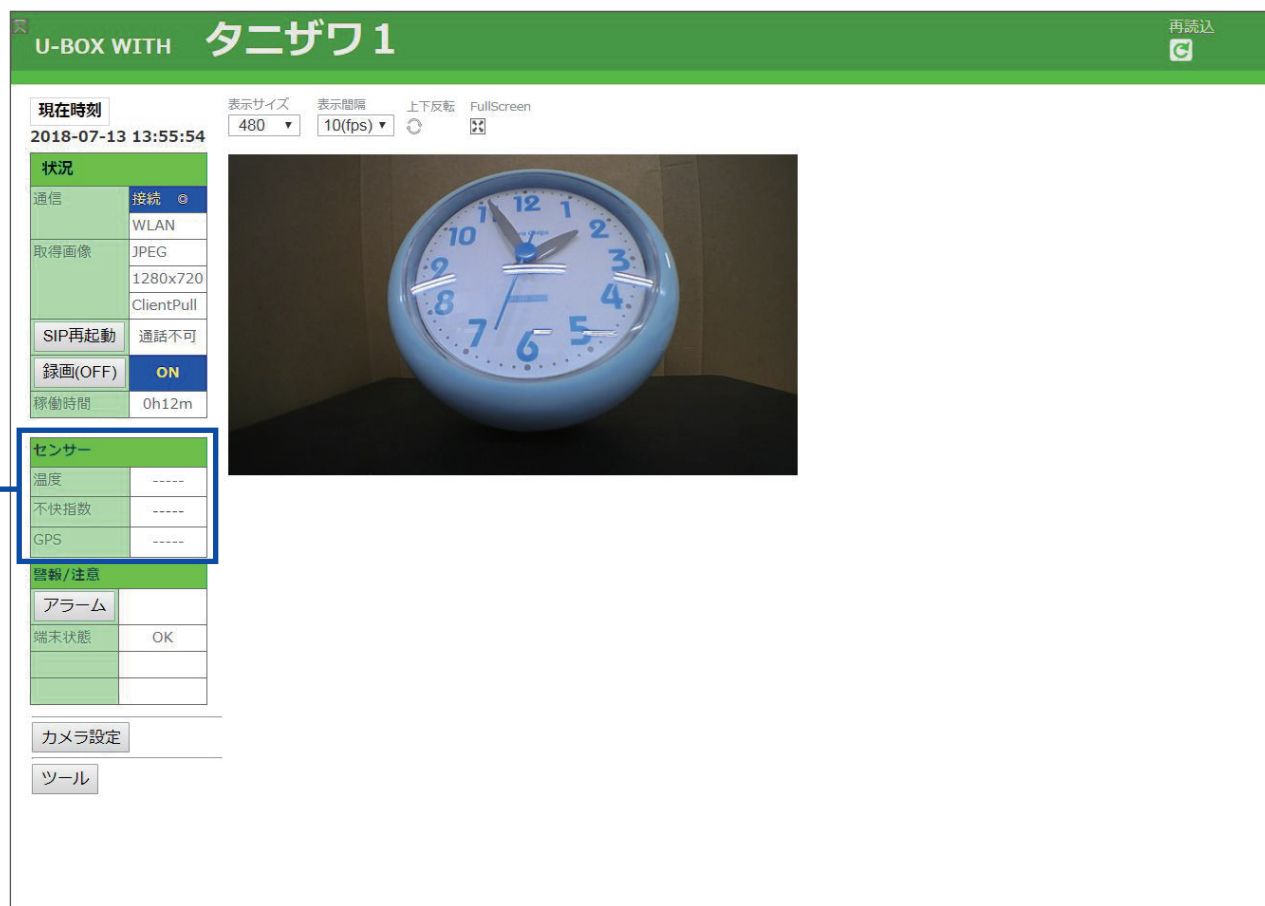 U-BOX WITH タニザワ1
再読込
現在時刻
2018-07-13 13:55:54
表示サイズ 表示間隔 上下反転 FullScreen
480 ▼ 10(fps) ▼
状況
通信 接続 ◎
WLAN
取得画像 JPEG
1280x720
ClientPull
SIP再起動 通話不可
録画(OFF) ON
稼働時間 0h12m
センサー
温度 -----
不快指数 -----
GPS -----
警報/注意
アラーム
端末状態 OK
カメラ設定
ツール
12
1
2
3
4
5
6
7
8
9
10
11